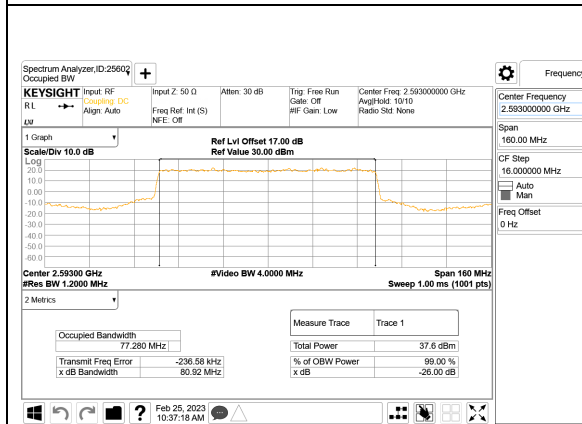 Spectrum Analyzer,ID:25602
Occupied BW
+
Frequency
KEYSIGHT
RL
Input: RF
Coupling: DC
Align: Auto
Input Z: 50 Ω
Freq Ref: Int (S)
NFE: Off
Atten: 30 dB
Trig: Free Run
Gate: Off
#IF Gain: Low
Center Freq: 2.593000000 GHz
Avg|Hold: 10/10
Radio Std: None
Center Frequency
2.593000000 GHz
Span
160.00 MHz
CF Step
16.000000 MHz
Auto
Man
Freq Offset
0 Hz
1 Graph
Scale/Div 10.0 dB
Ref Lvl Offset 17.00 dB
Ref Value 30.00 dBm
Log
20.0
10.0
0.00
-10.0
-20.0
-30.0
-40.0
-50.0
-60.0
Center 2.59300 GHz
#Video BW 4.0000 MHz
Span 160 MHz
#Res BW 1.2000 MHz
Sweep 1.00 ms (1001 pts)
2 Metrics
Occupied Bandwidth
77.280 MHz
Transmit Freq Error
-236.58 kHz
x dB Bandwidth
80.92 MHz
Measure Trace
Trace 1
Total Power
37.6 dBm
% of OBW Power
99.00 %
x dB
-26.00 dB
?
Feb 25, 2023
10:37:18 AM